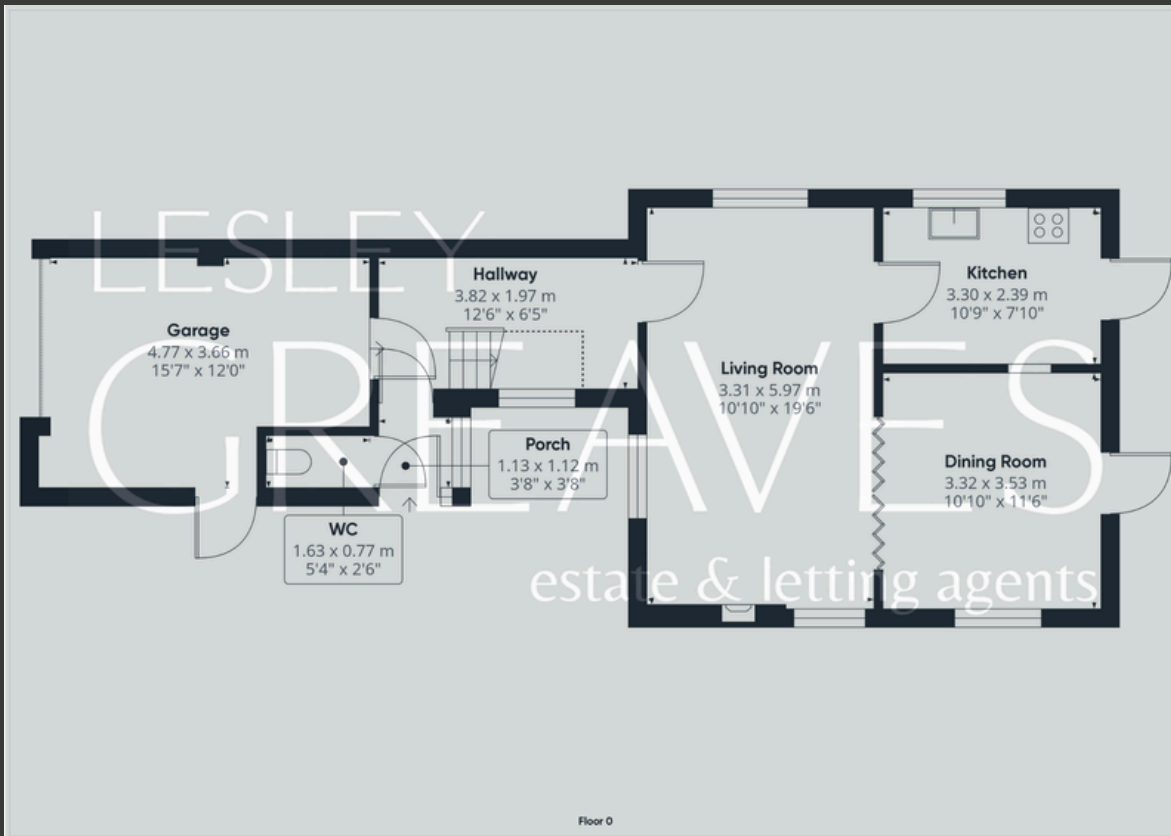 LESLEY
GREAVES
estate & letting agents
Garage
4.77 x 3.66 m
15'7" x 12'0"
Hallway
3.82 x 1.97 m
12'6" x 6'5"
Living Room
3.31 x 5.97 m
10'10" x 19'6"
Kitchen
3.30 x 2.39 m
10'9" x 7'10"
Porch
1.13 x 1.12 m
3'8" x 3'8"
Dining Room
3.32 x 3.53 m
10'10" x 11'6"
WC
1.63 x 0.77 m
5'4" x 2'6"
Floor 0